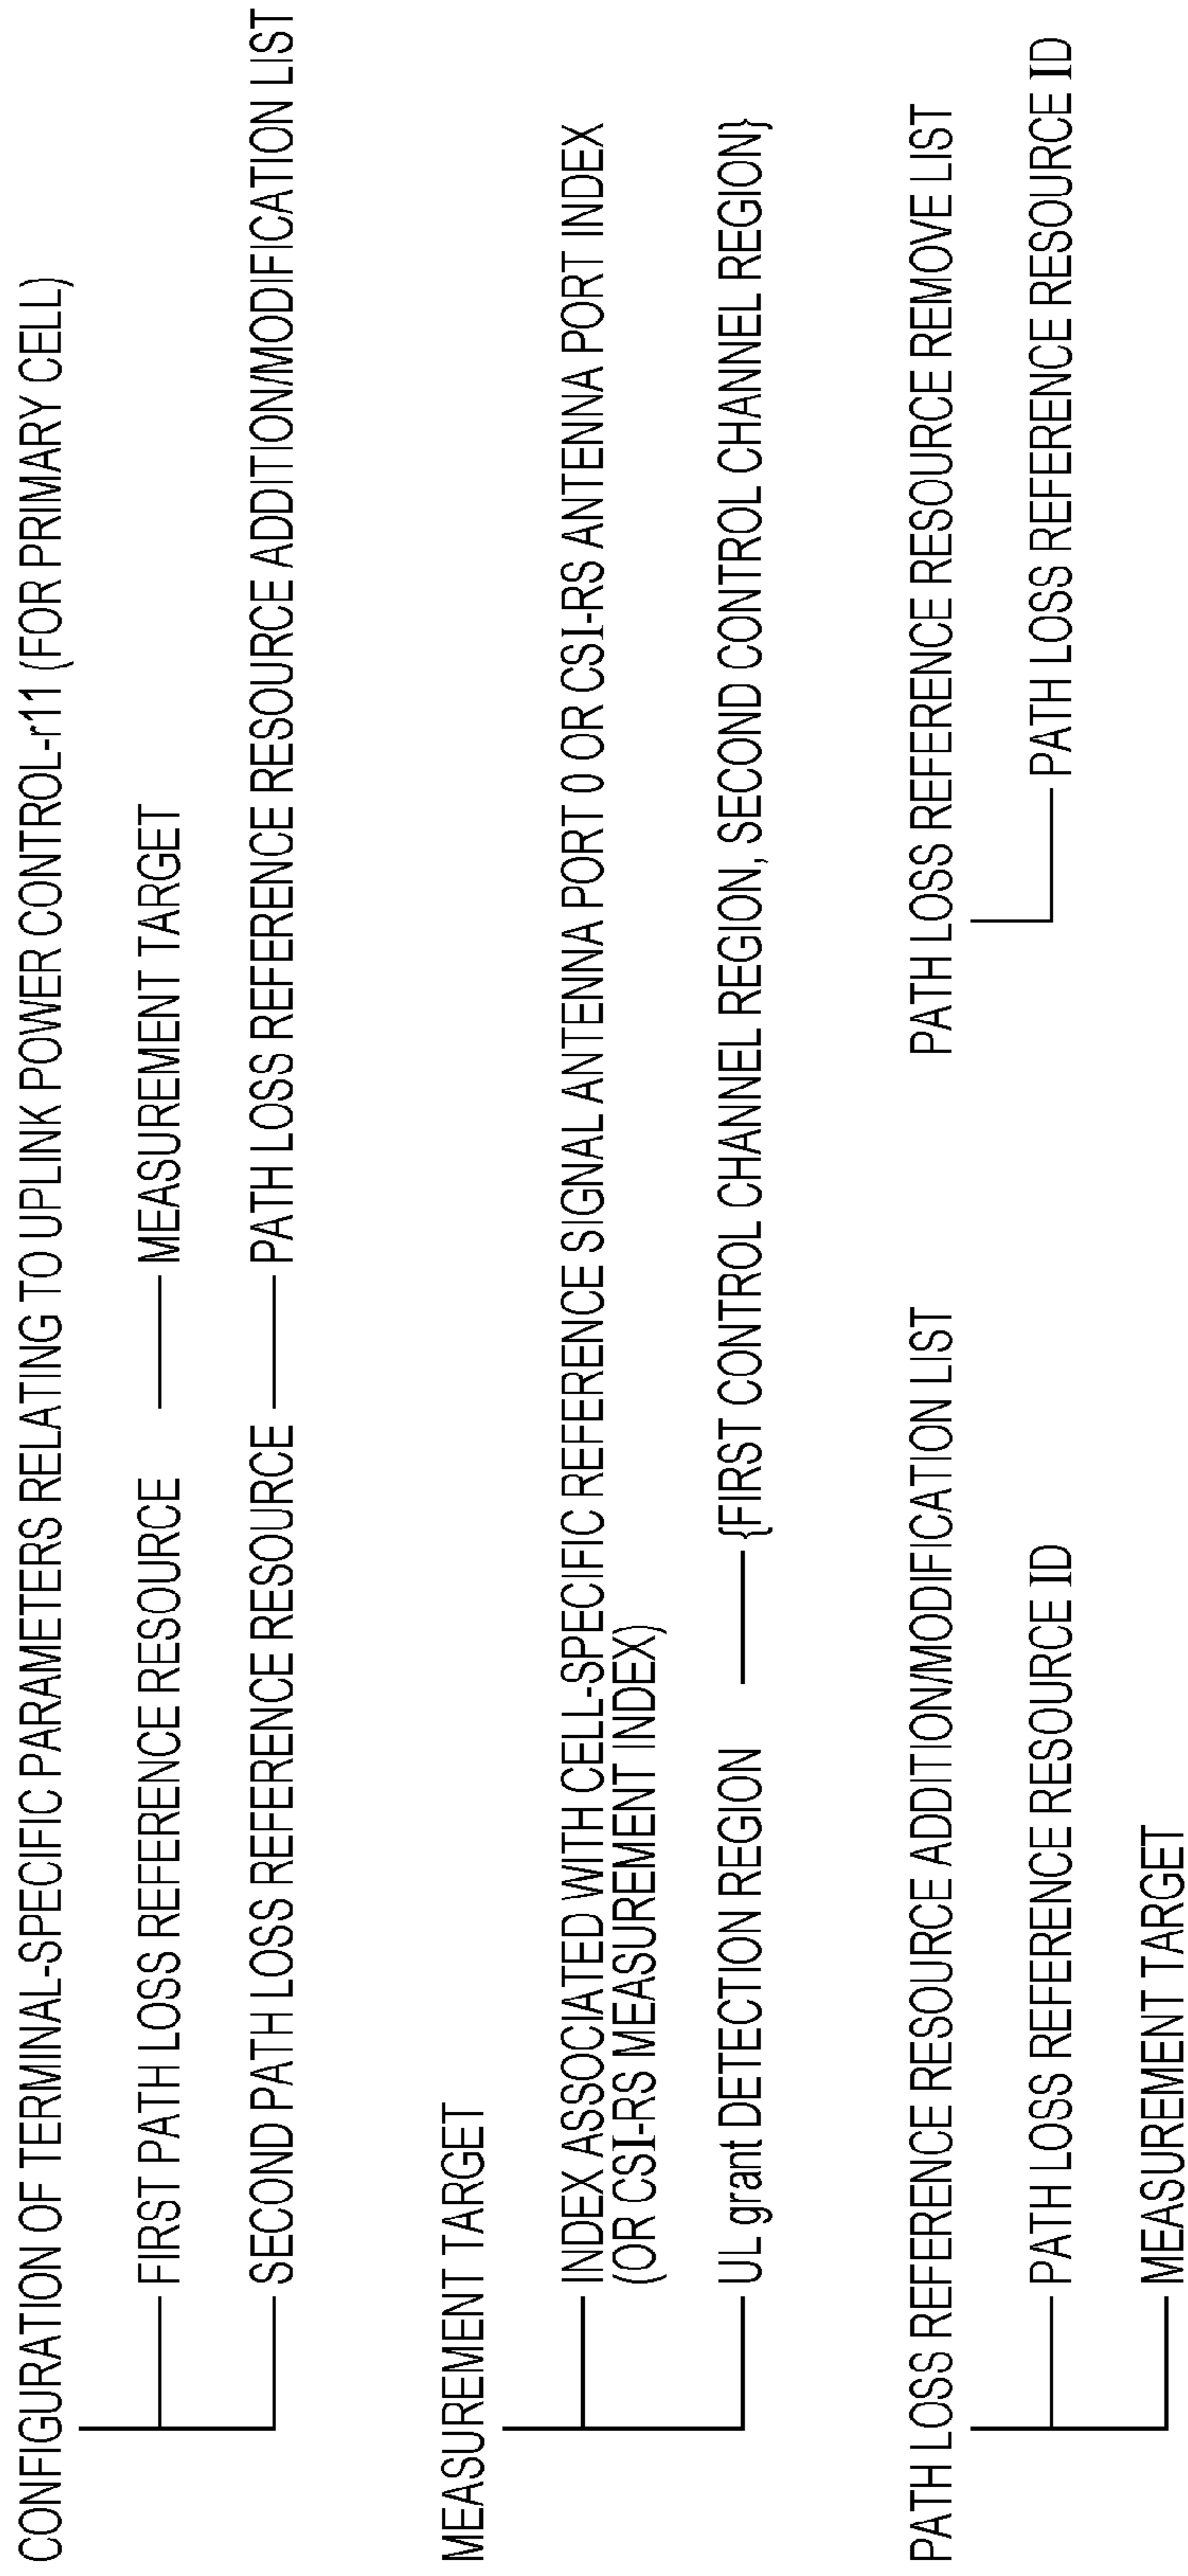 CONFIGURATION OF TERMINAL-SPECIFIC PARAMETERS RELATING TO UPLINK POWER CONTROL-r11 (FOR PRIMARY CELL)
FIRST PATH LOSS REFERENCE RESOURCE MEASUREMENT TARGET
SECOND PATH LOSS REFERENCE RESOURCE PATH LOSS REFERENCE RESOURCE ADDITION/MODIFICATION LIST
MEASUREMENT TARGET
INDEX ASSOCIATED WITH CELL-SPECIFIC REFERENCE SIGNAL ANTENNA PORT 0 OR CSI-RS ANTENNA PORT INDEX
(OR CSI-RS MEASUREMENT INDEX)
UL grant DETECTION REGION {FIRST CONTROL CHANNEL REGION, SECOND CONTROL CHANNEL REGION}
PATH LOSS REFERENCE RESOURCE ADDITION/MODIFICATION LIST
PATH LOSS REFERENCE RESOURCE ID
MEASUREMENT TARGET
PATH LOSS REFERENCE RESOURCE REMOVE LIST
PATH LOSS REFERENCE RESOURCE ID